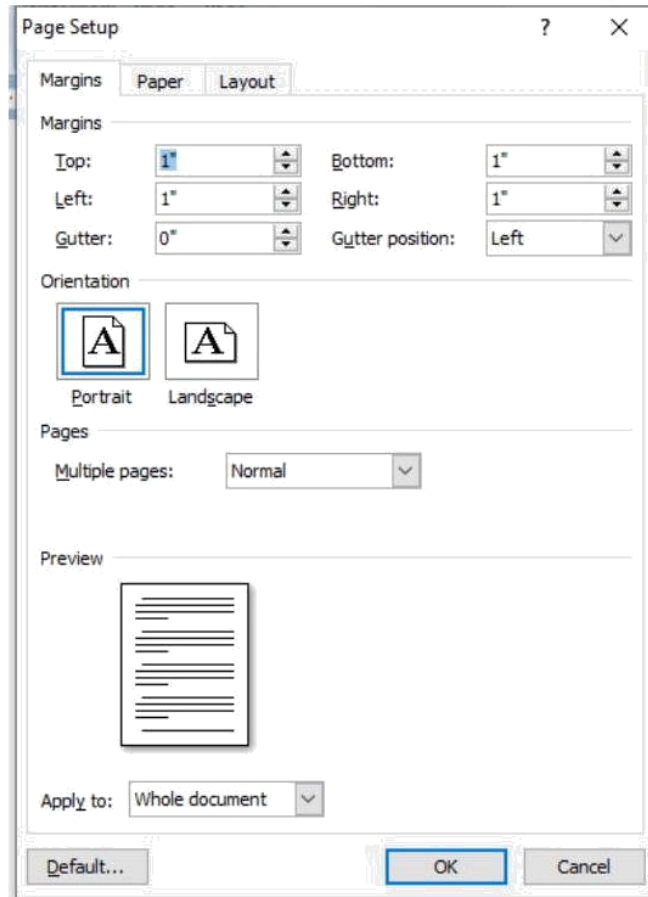 Page Setup ? X
Margins Paper Layout
Margins
Top: 1" Bottom: 1"
Left: 1" Right: 1"
Gutter: 0" Gutter position: Left
Orientation
A A
Portrait Landscape
Pages
Multiple pages: Normal
Preview
Apply to: Whole document
Default... OK Cancel